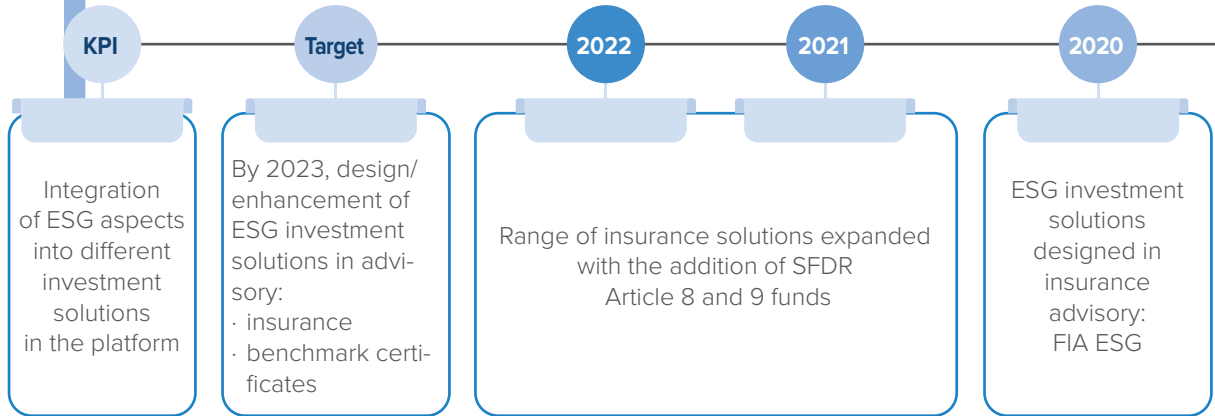 KPI
Target
2022
2021
2020
Integration
of ESG aspects
into different
investment
solutions
in the platform
By 2023, design/
enhancement of
ESG investment
solutions in advi-
sory:
· insurance
· benchmark certi-
ficates
Range of insurance solutions expanded
with the addition of SFDR
Article 8 and 9 funds
ESG investment
solutions
designed in
insurance
advisory:
FIA ESG